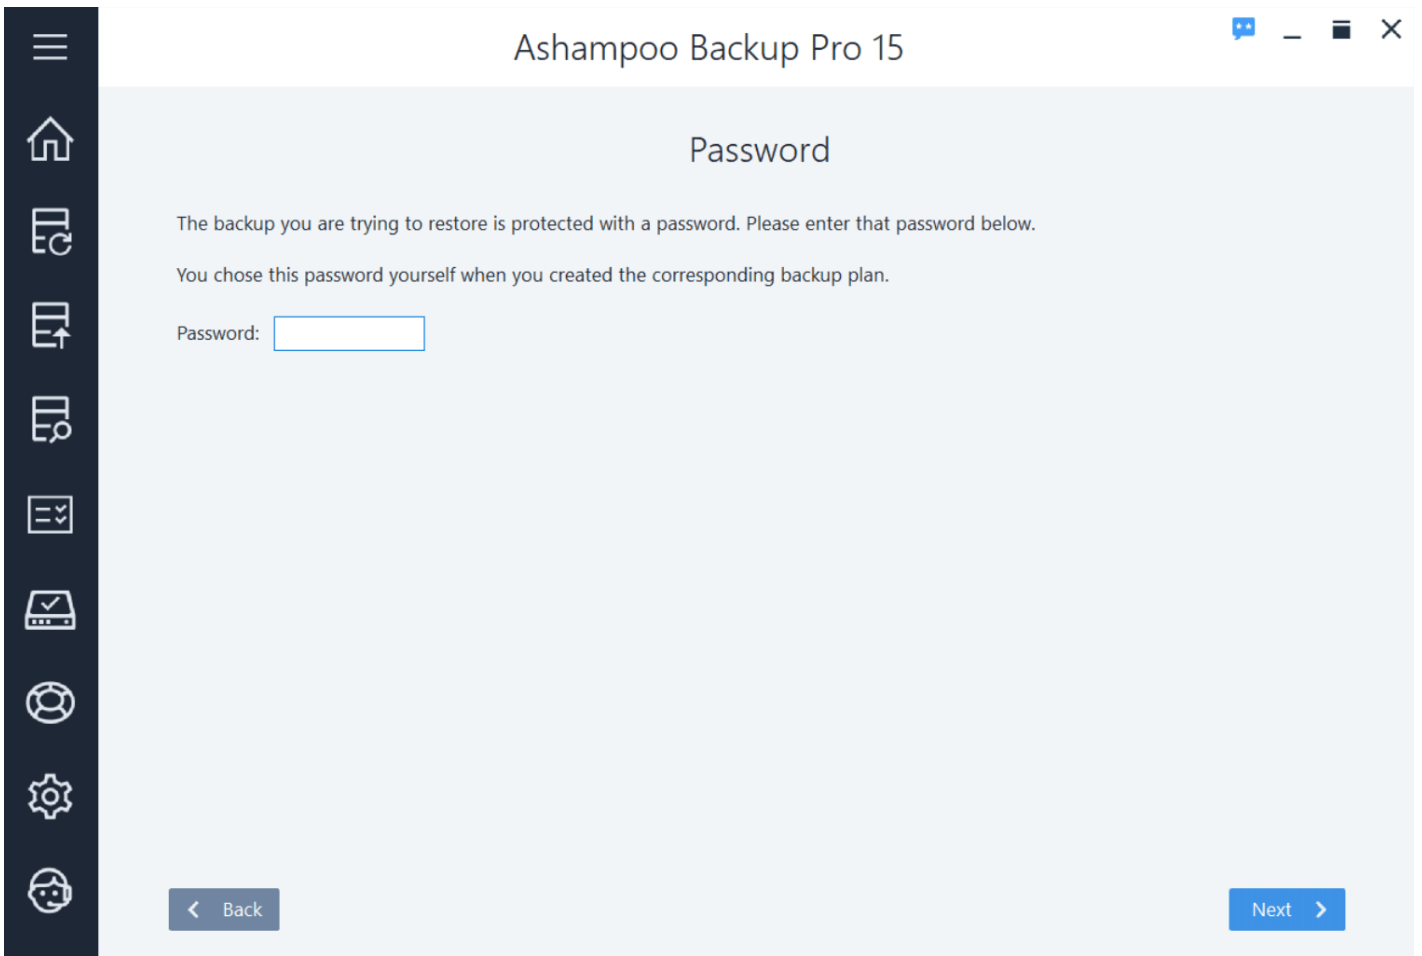 Ashampoo Backup Pro 15
Password
The backup you are trying to restore is protected with a password. Please enter that password below.
You chose this password yourself when you created the corresponding backup plan.
Password:
Back
Next